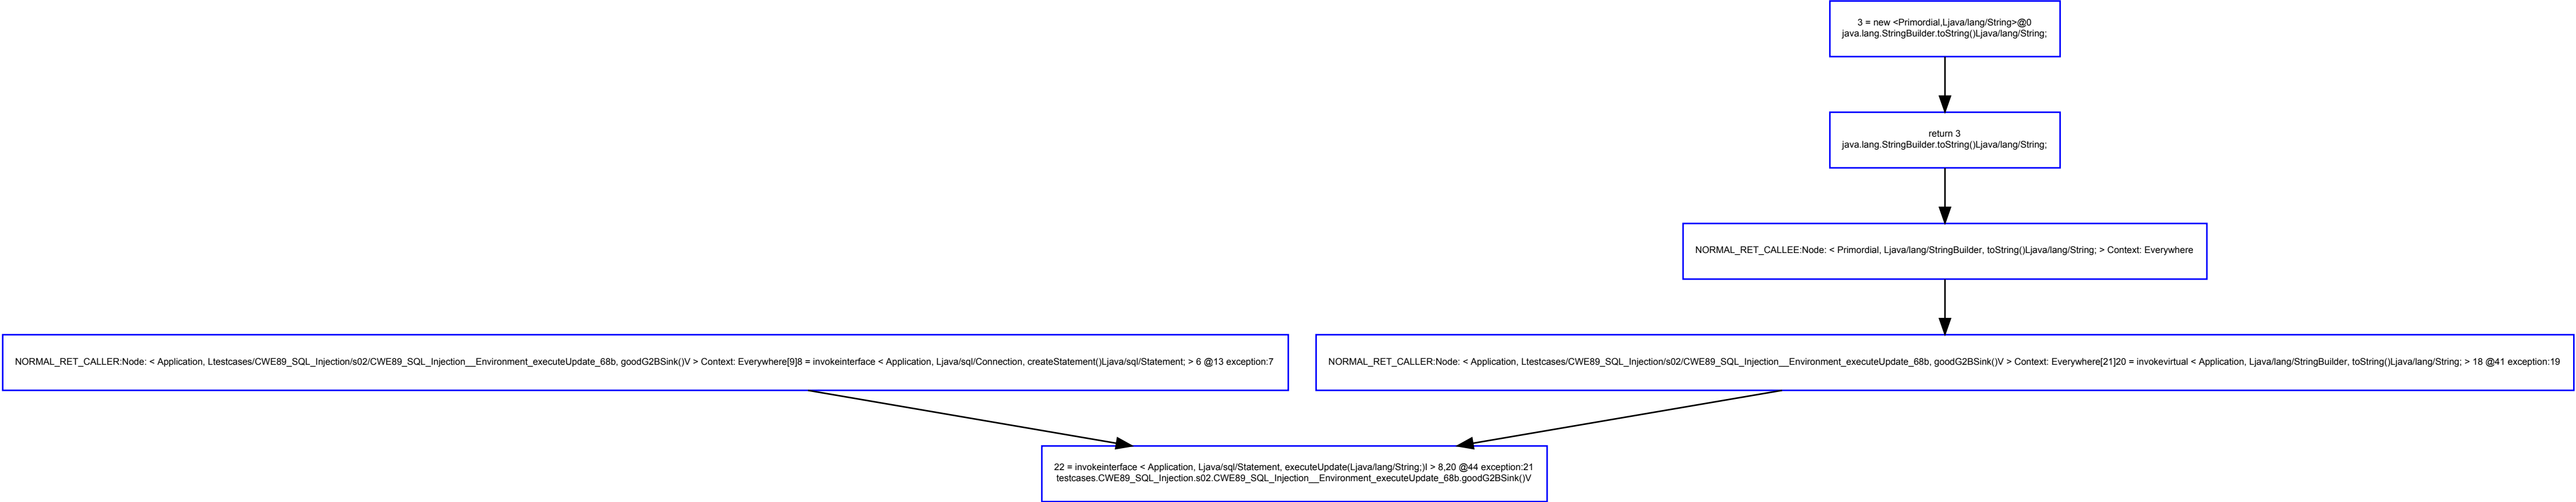 3 = new <Primordial,Ljava/lang/String>@0
java.lang.StringBuilder.toString()Ljava/lang/String;
return 3
java.lang.StringBuilder.toString()Ljava/lang/String;
NORMAL_RET_CALLEE:Node: < Primordial, Ljava/lang/StringBuilder, toString()Ljava/lang/String; > Context: Everywhere
NORMAL_RET_CALLER:Node: < Application, Ltestcases/CWE89_SQL_Injection/s02/CWE89_SQL_Injection__Environment_executeUpdate_68b, goodG2BSink()V > Context: Everywhere[9]8 = invokeinterface < Application, Ljava/sql/Connection, createStatement()Ljava/sql/Statement; > 6 @13 exception:7
NORMAL_RET_CALLER:Node: < Application, Ltestcases/CWE89_SQL_Injection/s02/CWE89_SQL_Injection__Environment_executeUpdate_68b, goodG2BSink()V > Context: Everywhere[21]20 = invokevirtual < Application, Ljava/lang/StringBuilder, toString()Ljava/lang/String; > 18 @41 exception:19
22 = invokeinterface < Application, Ljava/sql/Statement, executeUpdate(Ljava/lang/String;)I > 8,20 @44 exception:21
testcases.CWE89_SQL_Injection.s02.CWE89_SQL_Injection__Environment_executeUpdate_68b.goodG2BSink()V